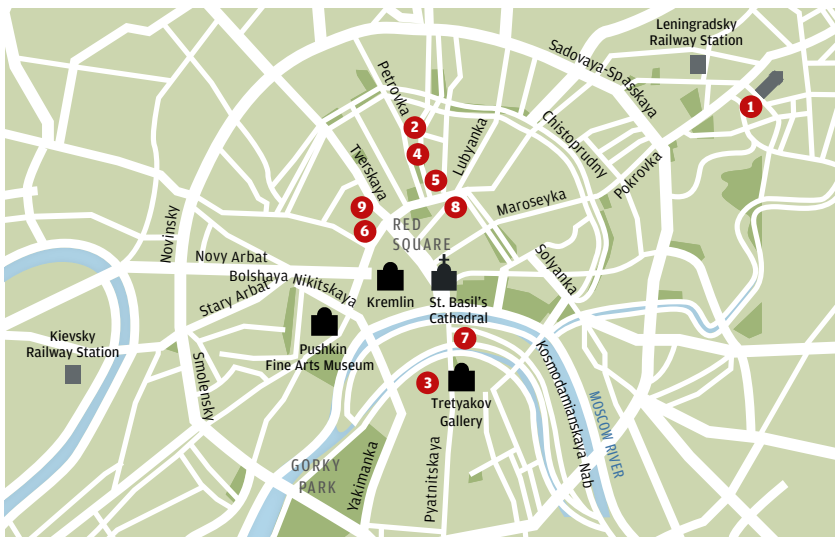 Leningradsky
Railway Station
Sadovaya-Spasskaya
1
Petrovka
2
Chistoprudny
Lubyanka
4
Tverskaya
5
Pokrovka
9
8
Maroseyka
6
RED
SQUARE
Novinsky
Novy Arbat
Bolshaya Nikitskaya
Solyanka
Stary Arbat
Kremlin
St. Basil's
Cathedral
Kievsky
Railway Station
Pushkin
Fine Arts Museum
7
Smolensky
3
Tretyakov
Gallery
Kosmodamianskaya Nab
MOSCOW RIVER
GORKY
PARK
Yakimanka
Pyatnitskaya